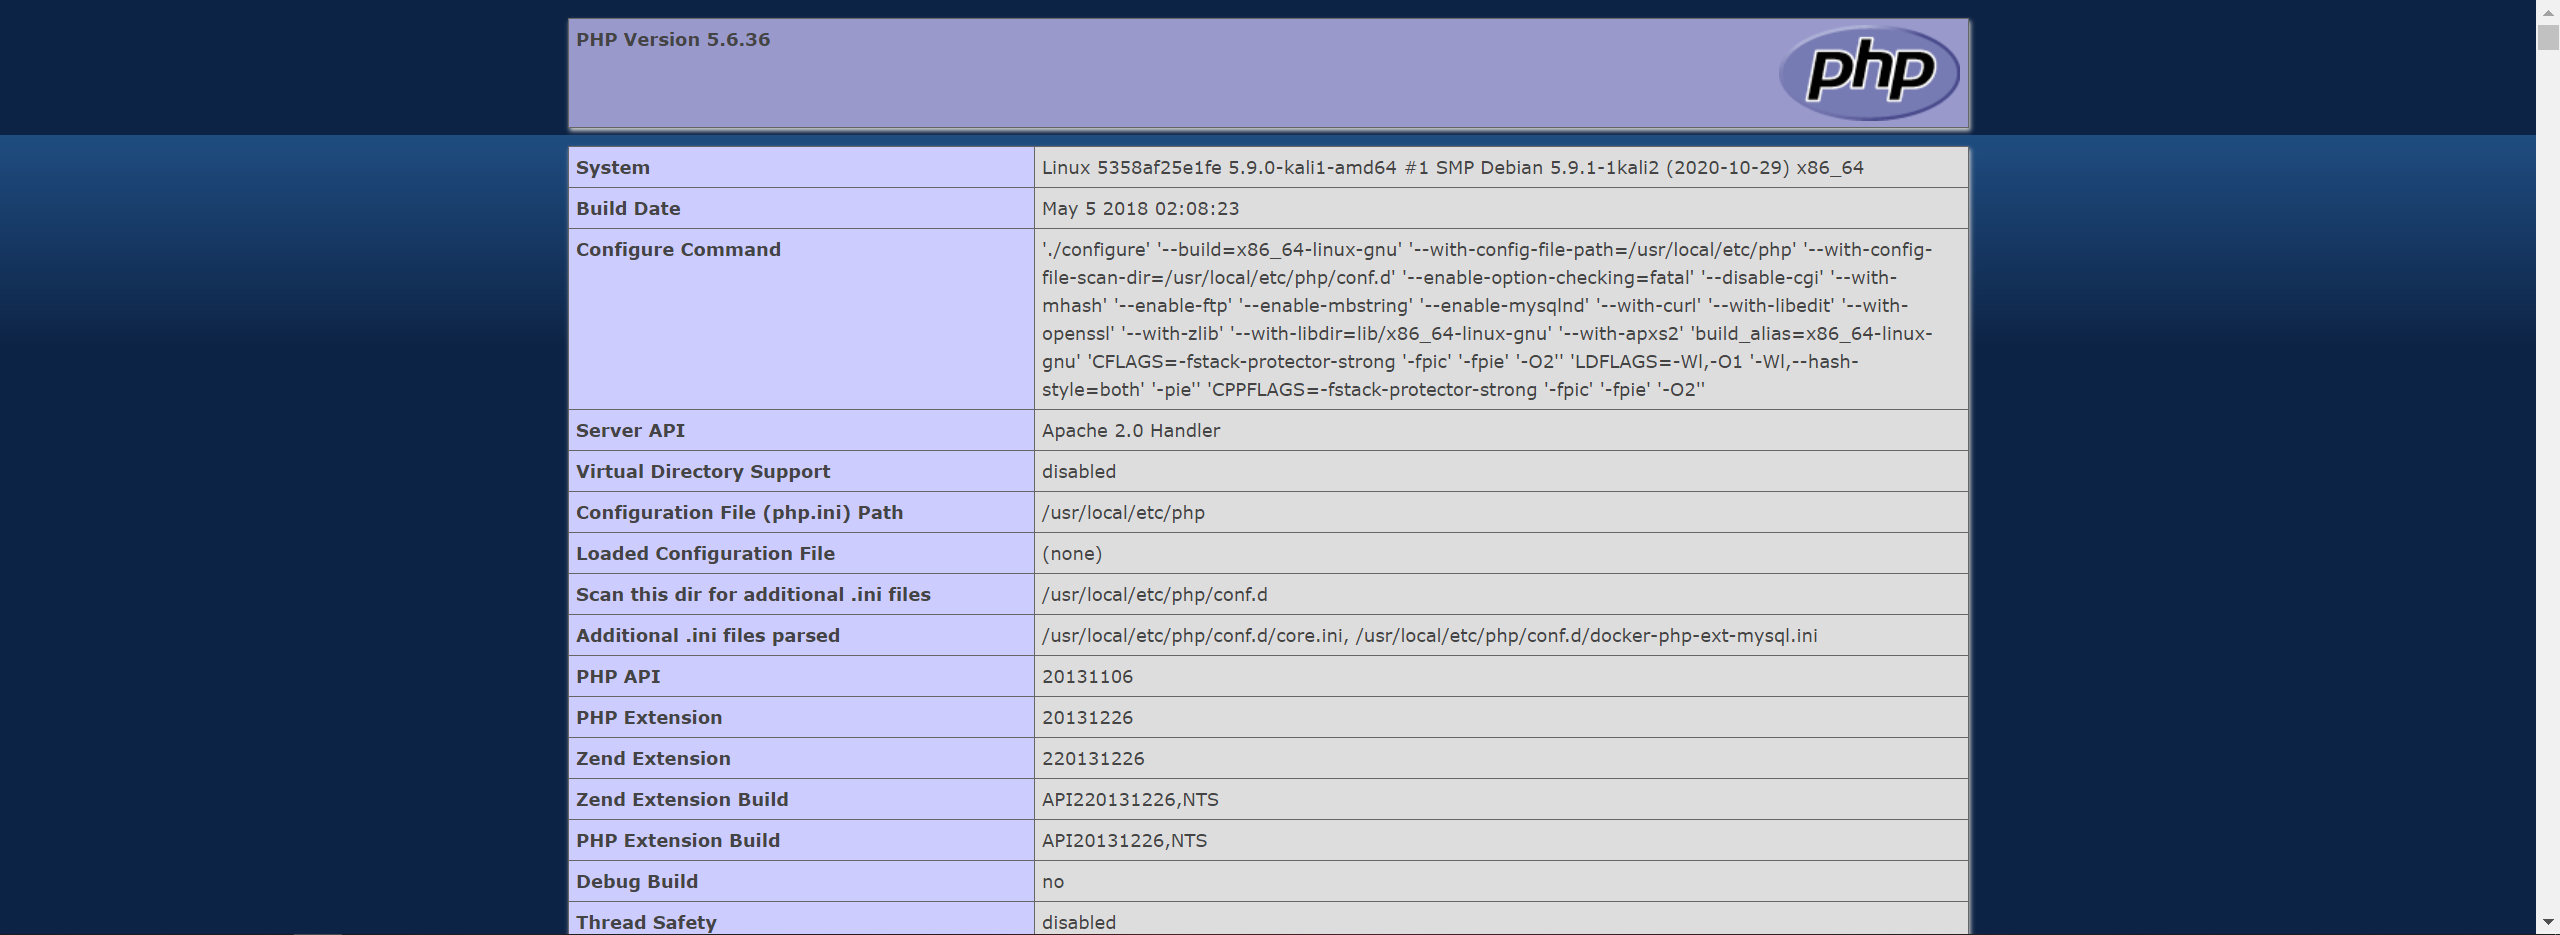 PHP Version 5.6.36
php
System Linux 5358af25e1fe 5.9.0-kali1-amd64 #1 SMP Debian 5.9.1-1kali2 (2020-10-29) x86_64
Build Date May 5 2018 02:08:23
Configure Command './configure' '--build=x86_64-linux-gnu' '--with-config-file-path=/usr/local/etc/php' '--with-config-
file-scan-dir=/usr/local/etc/php/conf.d' '--enable-option-checking=fatal' '--disable-cgi' '--with-
mhash' '--enable-ftp' '--enable-mbstring' '--enable-mysqlnd' '--with-curl' '--with-libedit' '--with-
openssl' '--with-zlib' '--with-libdir=lib/x86_64-linux-gnu' '--with-apxs2' 'build_alias=x86_64-linux-
gnu' 'CFLAGS=-fstack-protector-strong '-fpic' '-fpie' '-O2'' 'LDFLAGS=-Wl,-O1 '-Wl,--hash-
style=both' '-pie'' 'CPPFLAGS=-fstack-protector-strong '-fpic' '-fpie' '-O2''
Server API Apache 2.0 Handler
Virtual Directory Support disabled
Configuration File (php.ini) Path /usr/local/etc/php
Loaded Configuration File (none)
Scan this dir for additional .ini files /usr/local/etc/php/conf.d
Additional .ini files parsed /usr/local/etc/php/conf.d/core.ini, /usr/local/etc/php/conf.d/docker-php-ext-mysql.ini
PHP API 20131106
PHP Extension 20131226
Zend Extension 220131226
Zend Extension Build API220131226,NTS
PHP Extension Build API20131226,NTS
Debug Build no
Thread Safety disabled